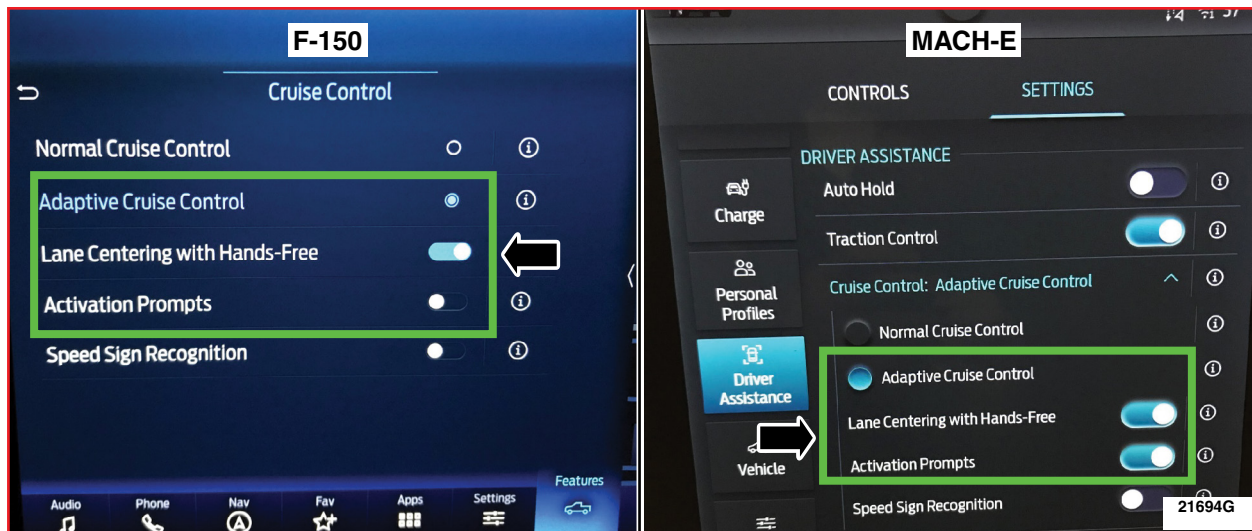 F-150
Cruise Control
Normal Cruise Control
Adaptive Cruise Control
Lane Centering with Hands-Free
Activation Prompts
Speed Sign Recognition
Features
Audio
Phone
Nav
Fav
Apps
Settings
MACH-E
CONTROLS
SETTINGS
DRIVER ASSISTANCE
Charge
Auto Hold
Traction Control
Personal
Profiles
Cruise Control: Adaptive Cruise Control
Normal Cruise Control
Driver
Assistance
Adaptive Cruise Control
Lane Centering with Hands-Free
Vehicle
Activation Prompts
Speed Sign Recognition
21694G